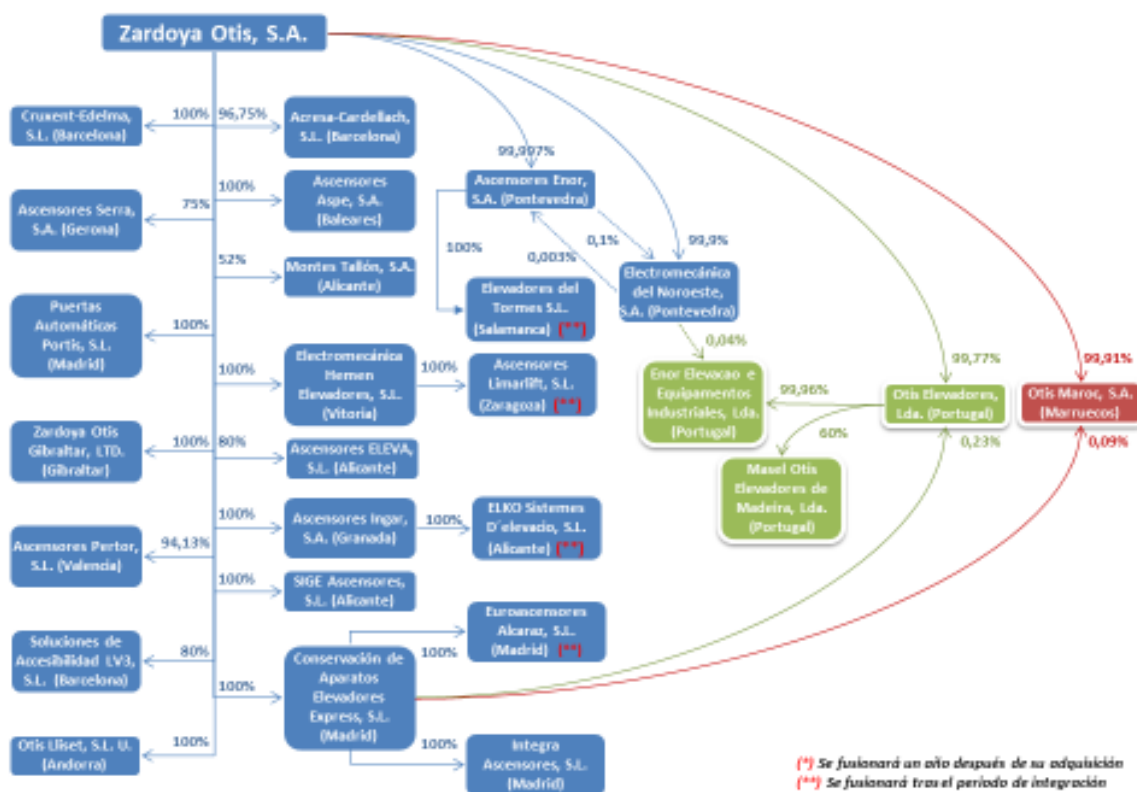 Zardoya Otis, S.A.
Cruxent-Edelma,
S.L. (Barcelona)
100%
96,75%
Acresa-Cardellach,
S.L. (Barcelona)
Ascensores Serra,
S.A. (Gerona)
75%
100%
Ascensores
Aspe, S.A.
(Baleares)
52%
Montes Tallón, S.A.
(Alicante)
Puertas
Automáticas
Portis, S.L.
(Madrid)
100%
100%
Electromecánica
Hemen
Elevadores, S.L.
(Vitoria)
100%
Ascensores
Limarlift, S.L.
(Zaragoza) (**)
Zardoya Otis
Gibraltar, LTD.
(Gibraltar)
100%
80%
Ascensores ELEVA,
S.L. (Alicante)
100%
Ascensores Ingar,
S.A. (Granada)
100%
ELKO Sistemes
D´elevacio, S.L.
(Alicante) (**)
Ascensores Pertor,
S.L. (Valencia)
94,13%
100%
SIGE Ascensores,
S.L. (Alicante)
Soluciones de
Accesibilidad LV3,
S.L. (Barcelona)
80%
100%
Conservación de
Aparatos
Elevadores
Express, S.L.
(Madrid)
100%
Euroascensores
Alcaraz, S.L.
(Madrid) (**)
100%
Integra
Ascensores, S.L.
(Madrid)
Otis Lliset, S.L. U.
(Andorra)
100%
99,997%
Ascensores Enor,
S.A. (Pontevedra)
100%
0,003%
0,1%
99,9%
Elevadores del
Tormes S.L.
(Salamanca) (**)
Electromecánica
del Noroeste,
S.A. (Pontevedra)
0,04%
Enor Elevacao e
Equipamentos
Industriales, Lda.
(Portugal)
99,96%
99,77%
Otis Elevadores,
Lda. (Portugal)
0,23%
60%
Masel Otis
Elevadores de
Madeira, Lda.
(Portugal)
99,91%
Otis Maroc, S.A.
(Marruecos)
0,09%
(*) Se fusionará un año después de su adquisición
(**) Se fusionará tras el periodo de integración